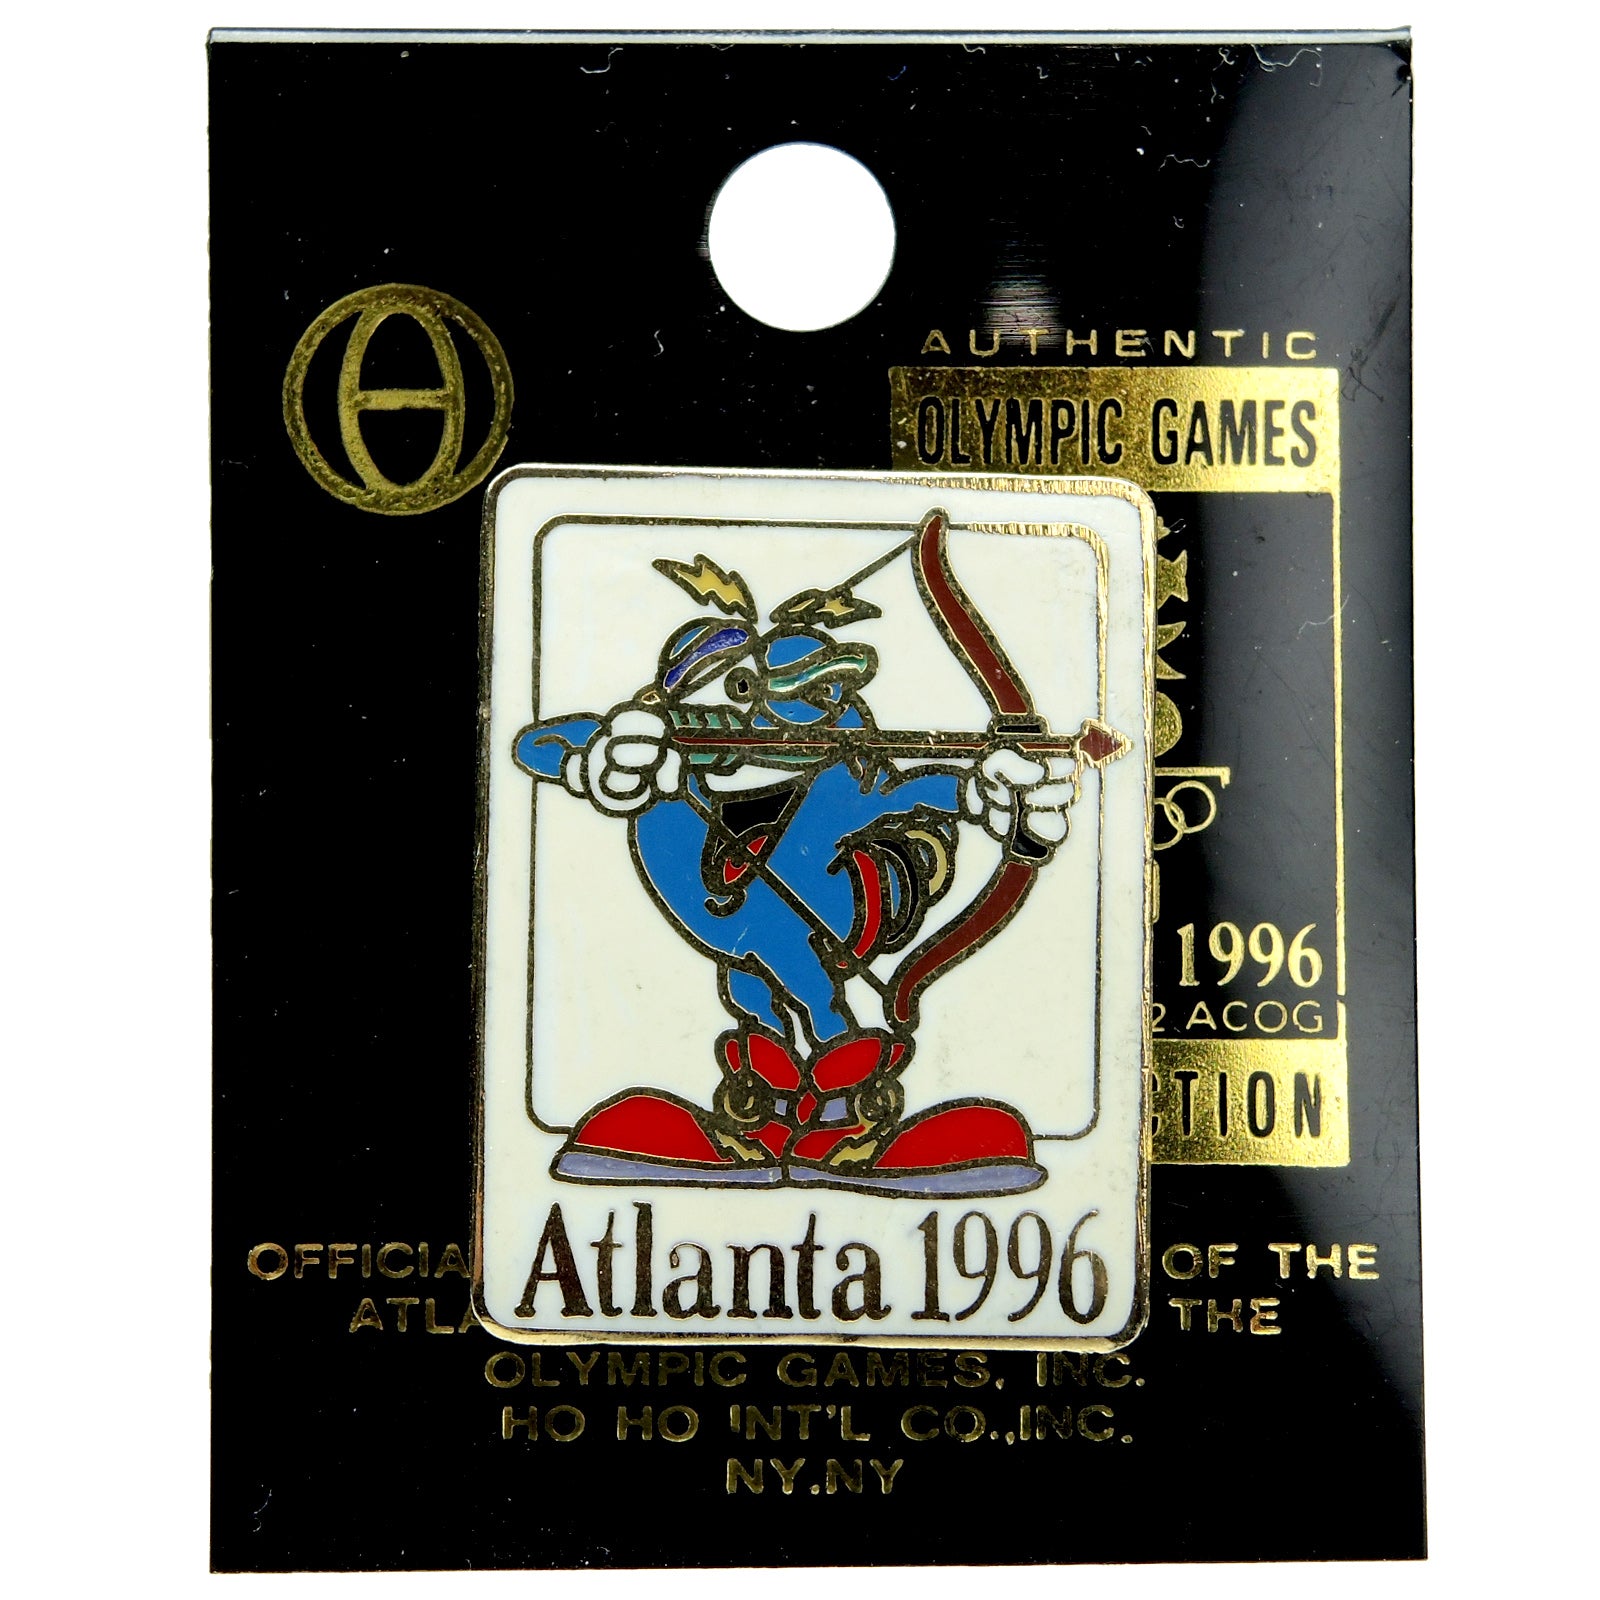 AUTHENTIC
OLYMPIC GAMES
1996
2 ACOG
CTION
Atlanta 1996
OFFICIA OF THE
ATLA THE
OLYMPIC GAMES, INC.
HO HO INT'L CO.,INC.
NY.NY